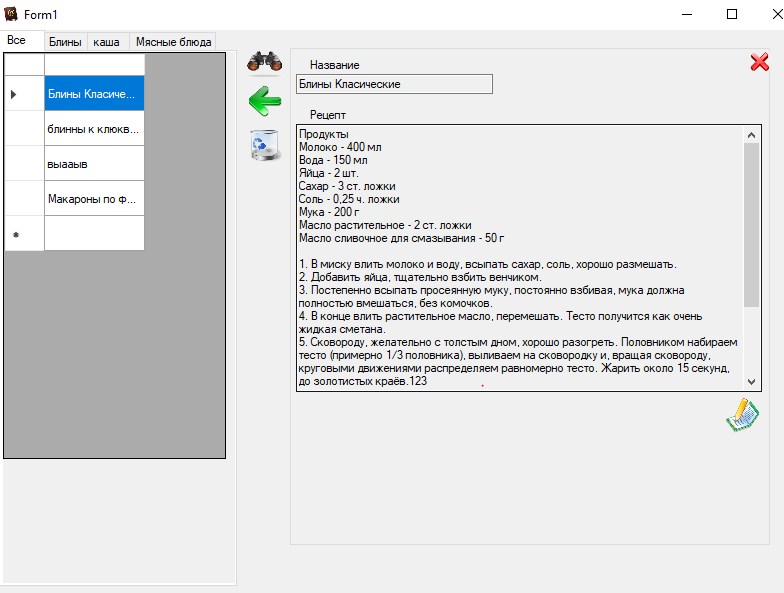 Form1
Все
Блины
каша
Мясные блюда
Блины Класиче...
блинны к клюкв...
выааыв
Макароны по ф...
Название
Блины Класические
Рецепт
Продукты
Молоко - 400 мл
Вода - 150 мл
Яйца - 2 шт.
Сахар - 3 ст. ложки
Соль - 0,25 ч. ложки
Мука - 200 г
Масло растительное - 2 ст. ложки
Масло сливочное для смазывания - 50 г
1. В миску влить молоко и воду, всыпать сахар, соль, хорошо размешать.
2. Добавить яйца, тщательно взбить венчиком.
3. Постепенно всыпать просеянную муку, постоянно взбивая, мука должна
полностью вмешаться, без комочков.
4. В конце влить растительное масло, перемешать. Тесто получится как очень
жидкая сметана.
5. Сковороду, желательно с толстым дном, хорошо разогреть. Половником набираем
тесто (примерно 1/3 половника), выливаем на сковородку и, вращая сковороду,
круговыми движениями распределяем равномерно тесто. Жарить около 15 секунд,
до золотистых краёв.123